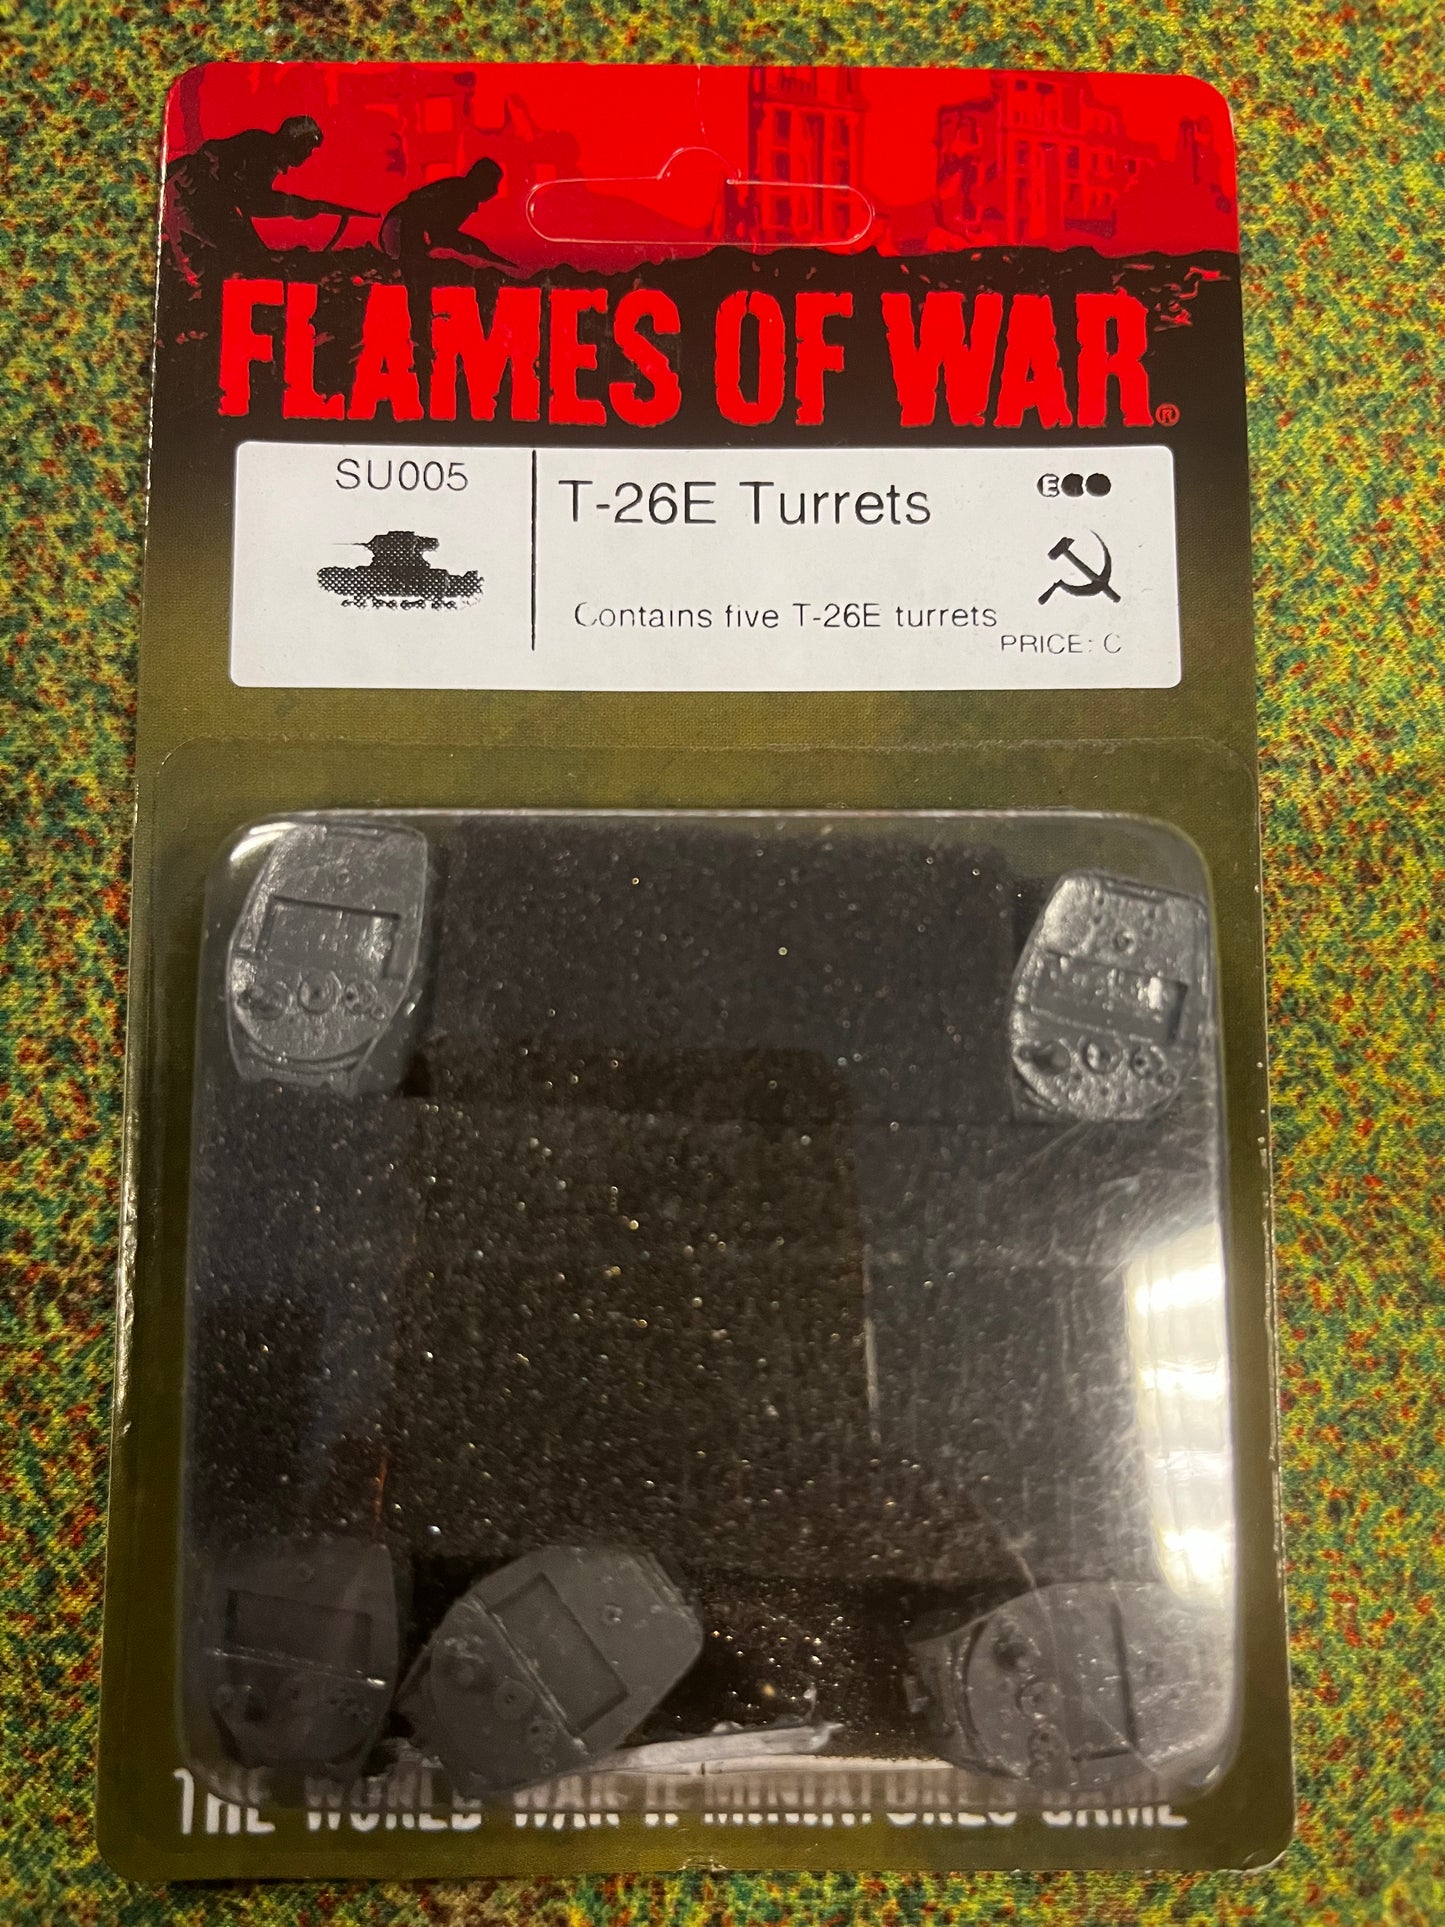 FLAMES OF WAR®
SU005
T-26E Turrets
Contains five T-26E turrets
PRICE: C
THE WORLD WAR II MINIATURES GAME